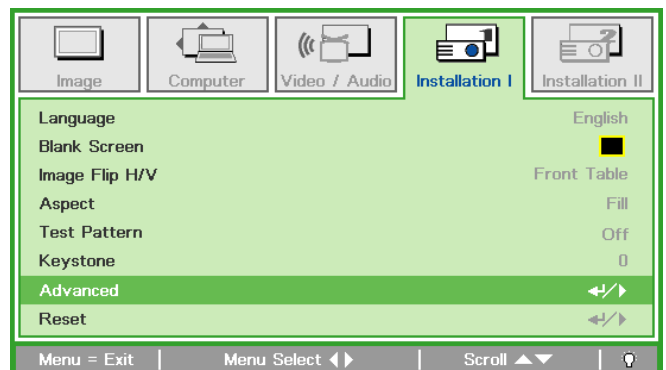 Image Computer Video / Audio Installation I Installation II
Language English
Blank Screen
Image Flip H/V Front Table
Aspect Fill
Test Pattern Off
Keystone 0
Advanced
Reset
Menu = Exit Menu Select Scroll